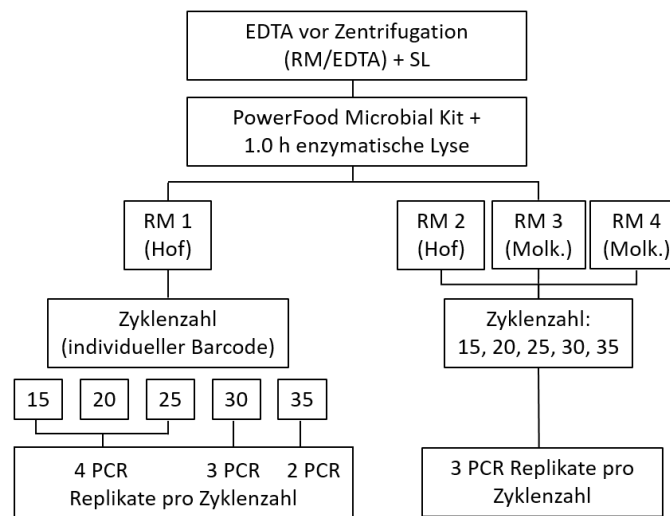 EDTA vor Zentrifugation
(RM/EDTA) + SL
PowerFood Microbial Kit +
1.0 h enzymatische Lyse
RM 1
(Hof)
RM 2
(Hof)
RM 3
(Molk.)
RM 4
(Molk.)
Zyklenzahl
(individueller Barcode)
Zyklenzahl:
15, 20, 25, 30, 35
15
20
25
30
35
4 PCR
3 PCR
2 PCR
Replikate pro Zyklenzahl
3 PCR Replikate pro
Zyklenzahl